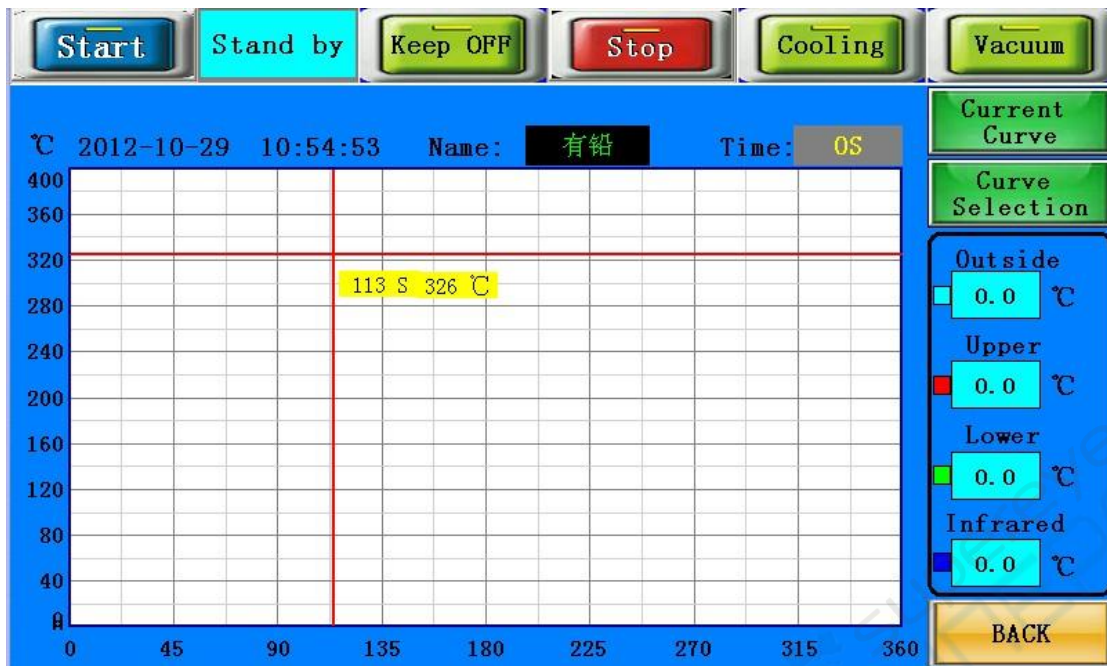 Start
Stand by
Keep OFF
Stop
Cooling
Vacuum
Current
Curve
℃ 2012-10-29 10:54:53 Name: 有铅 Time: 0S
Curve
Selection
400
360
320
280
240
200
160
120
80
40
113 S 326 ℃
0 45 90 135 180 225 270 315 360
Outside
0.0 ℃
Upper
0.0 ℃
Lower
0.0 ℃
Infrared
0.0 ℃
BACK